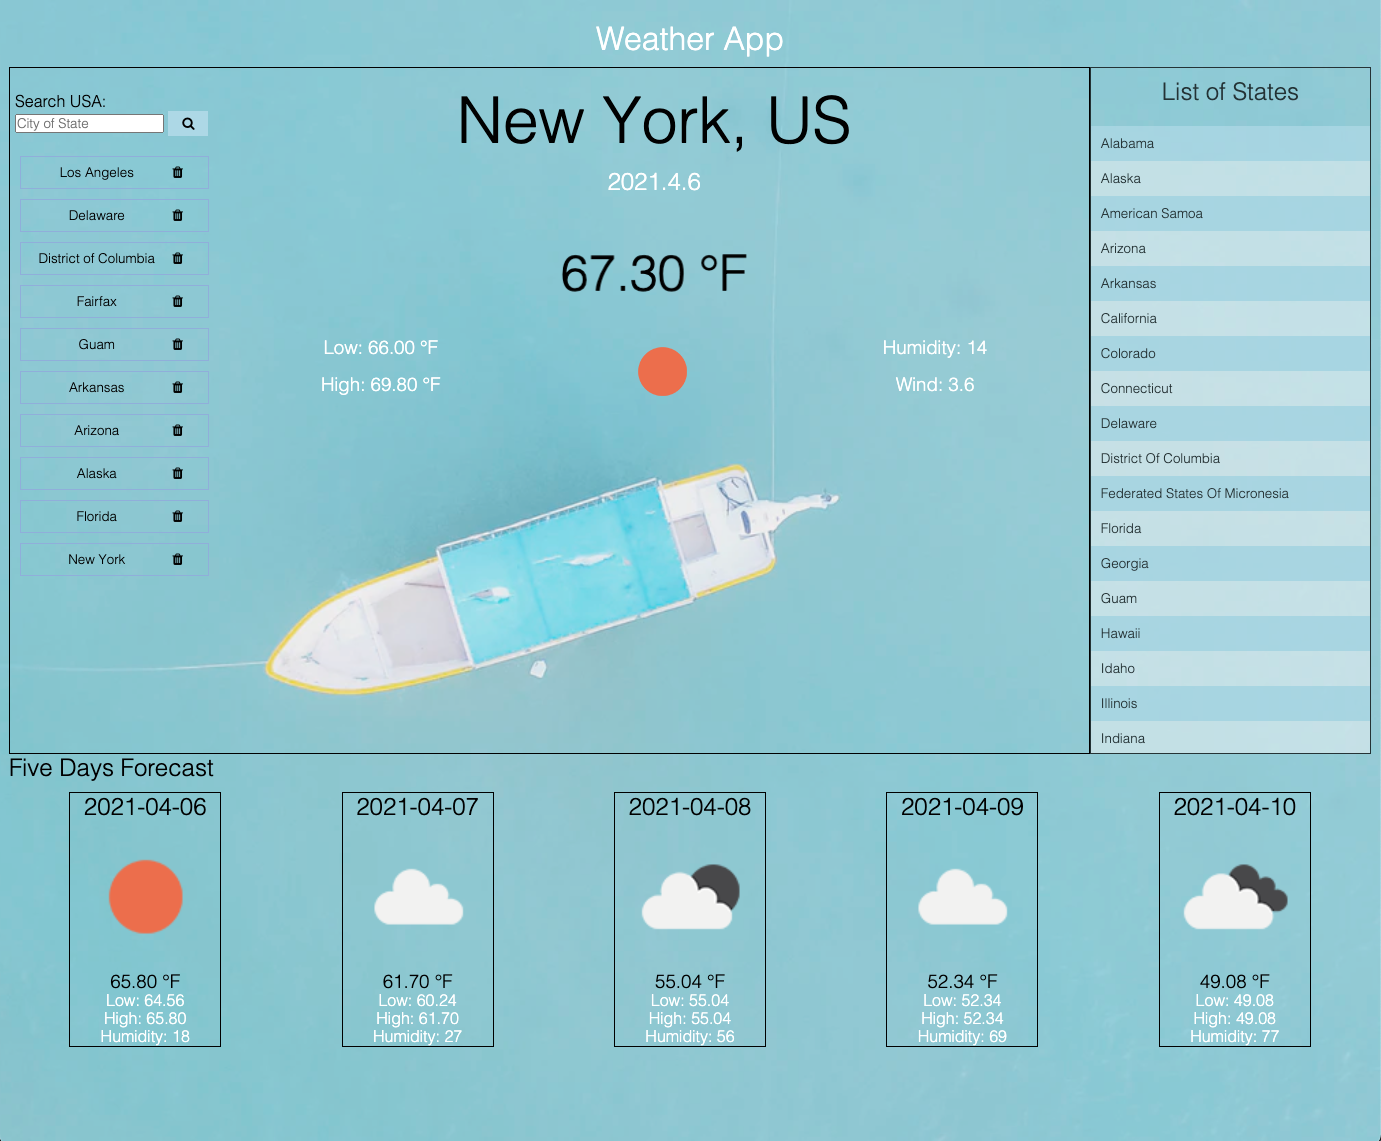 Weather App
Search USA:
City of State
Los Angeles
Delaware
District of Columbia
Fairfax
Guam
Arkansas
Arizona
Alaska
Florida
New York
New York, US
2021.4.6
67.30 °F
Low: 66.00 °F
High: 69.80 °F
Humidity: 14
Wind: 3.6
List of States
Alabama
Alaska
American Samoa
Arizona
Arkansas
California
Colorado
Connecticut
Delaware
District Of Columbia
Federated States Of Micronesia
Florida
Georgia
Guam
Hawaii
Idaho
Illinois
Indiana
Five Days Forecast
2021-04-06
65.80 °F
Low: 64.56
High: 65.80
Humidity: 18
2021-04-07
61.70 °F
Low: 60.24
High: 61.70
Humidity: 27
2021-04-08
55.04 °F
Low: 55.04
High: 55.04
Humidity: 56
2021-04-09
52.34 °F
Low: 52.34
High: 52.34
Humidity: 69
2021-04-10
49.08 °F
Low: 49.08
High: 49.08
Humidity: 77